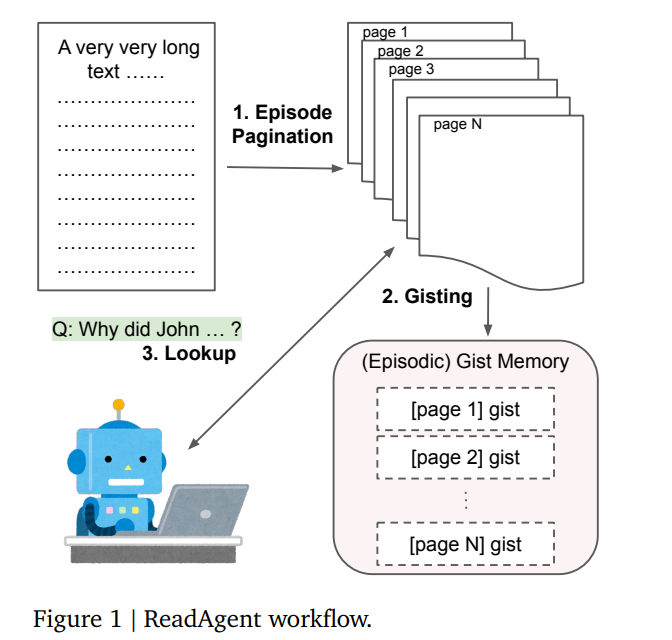 A very very long
text ......
page 1
page 2
page 3
page N
1. Episode
Pagination
2. Gisting
Q: Why did John ... ?
3. Lookup
(Episodic) Gist Memory
[page 1] gist
[page 2] gist
⋮
[page N] gist
Figure 1 | ReadAgent workflow.